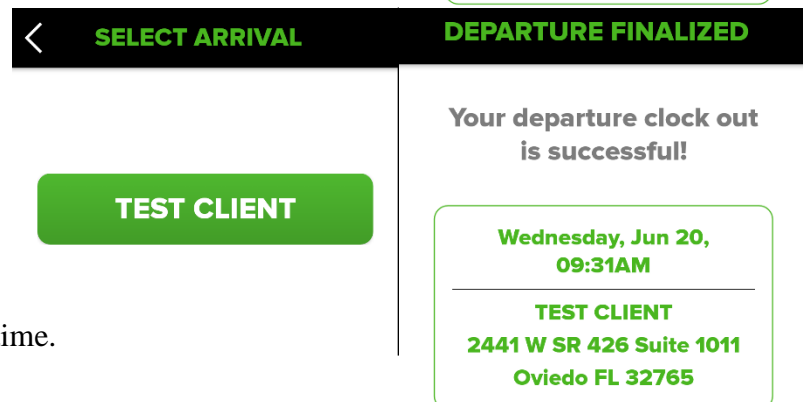 SELECT ARRIVAL
TEST CLIENT
ime.
DEPARTURE FINALIZED
Your departure clock out
is successful!
Wednesday, Jun 20,
09:31AM
TEST CLIENT
2441 W SR 426 Suite 1011
Oviedo FL 32765